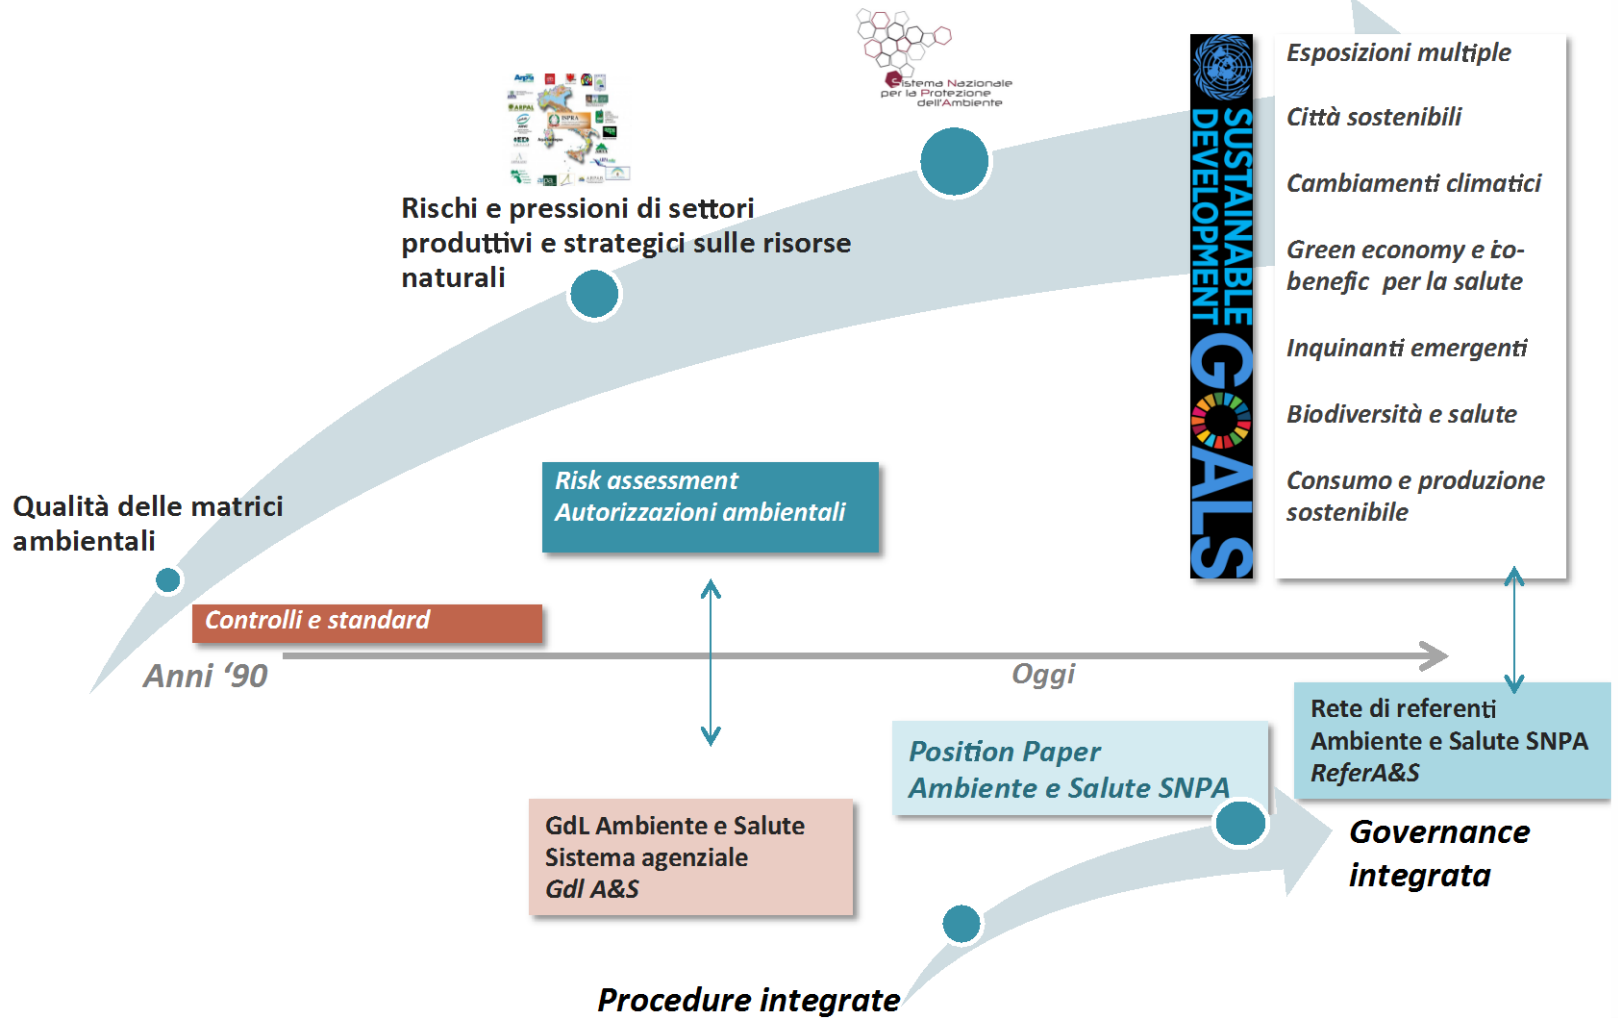 Sistema Nazionale
per la Protezione
dell'Ambiente
ARPAL
ISPRA
Rischi e pressioni di settori
produttivi e strategici sulle risorse
naturali
SUSTAINABLE
DEVELOPMENT
GOALS
Esposizioni multiple
Città sostenibili
Cambiamenti climatici
Green economy e co-
benefic per la salute
Inquinanti emergenti
Biodiversità e salute
Consumo e produzione
sostenibile
Qualità delle matrici
ambientali
Risk assessment
Autorizzazioni ambientali
Controlli e standard
Anni ‘90
Oggi
Rete di referenti
Ambiente e Salute SNPA
ReferA&S
Position Paper
Ambiente e Salute SNPA
GdL Ambiente e Salute
Sistema agenziale
Gdl A&S
Governance
integrata
Procedure integrate